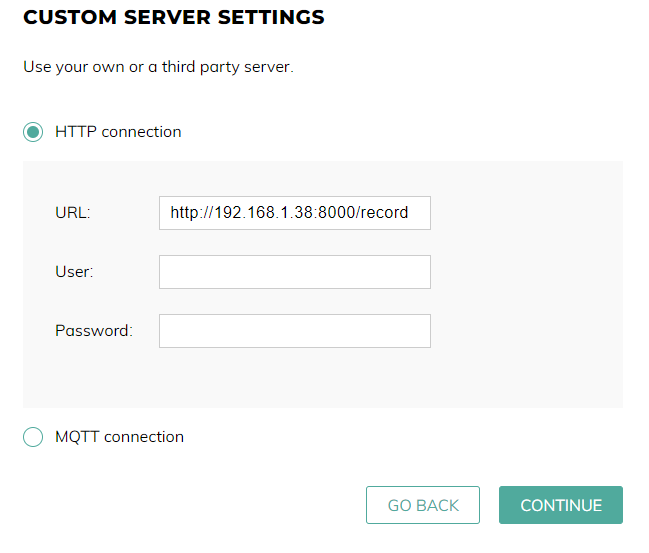 CUSTOM SERVER SETTINGS
Use your own or a third party server.
HTTP connection
URL: http://192.168.1.38:8000/record
User:
Password:
MQTT connection
GO BACK CONTINUE